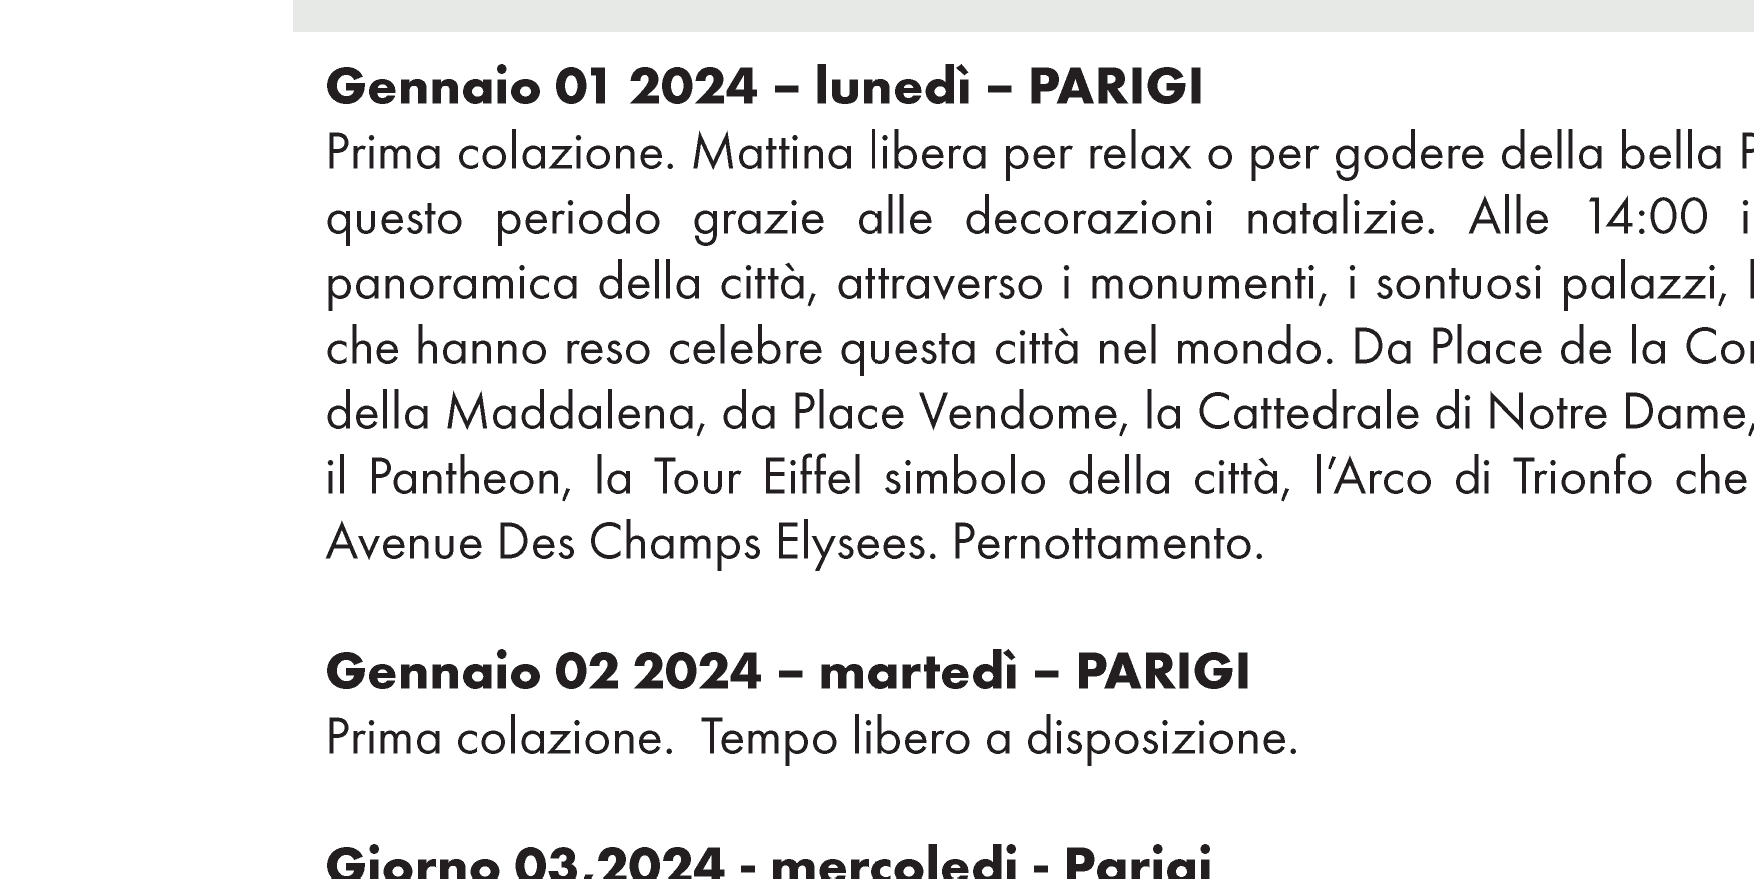 Gennaio 01 2024 – lunedì – PARIGI
Prima colazione. Mattina libera per relax o per godere della bella
questo periodo grazie alle decorazioni natalizie. Alle 14:00
panoramica della città, attraverso i monumenti, i sontuosi palazzi,
che hanno reso celebre questa città nel mondo. Da Place de la
della Maddalena, da Place Vendome, la Cattedrale di Notre Dame,
il Pantheon, la Tour Eiffel simbolo della città, l’Arco di Trionfo che
Avenue Des Champs Elysees. Pernottamento.
Gennaio 02 2024 – martedì – PARIGI
Prima colazione.  Tempo libero a disposizione.
Giorno 03,2024 - mercoledi - Parigi